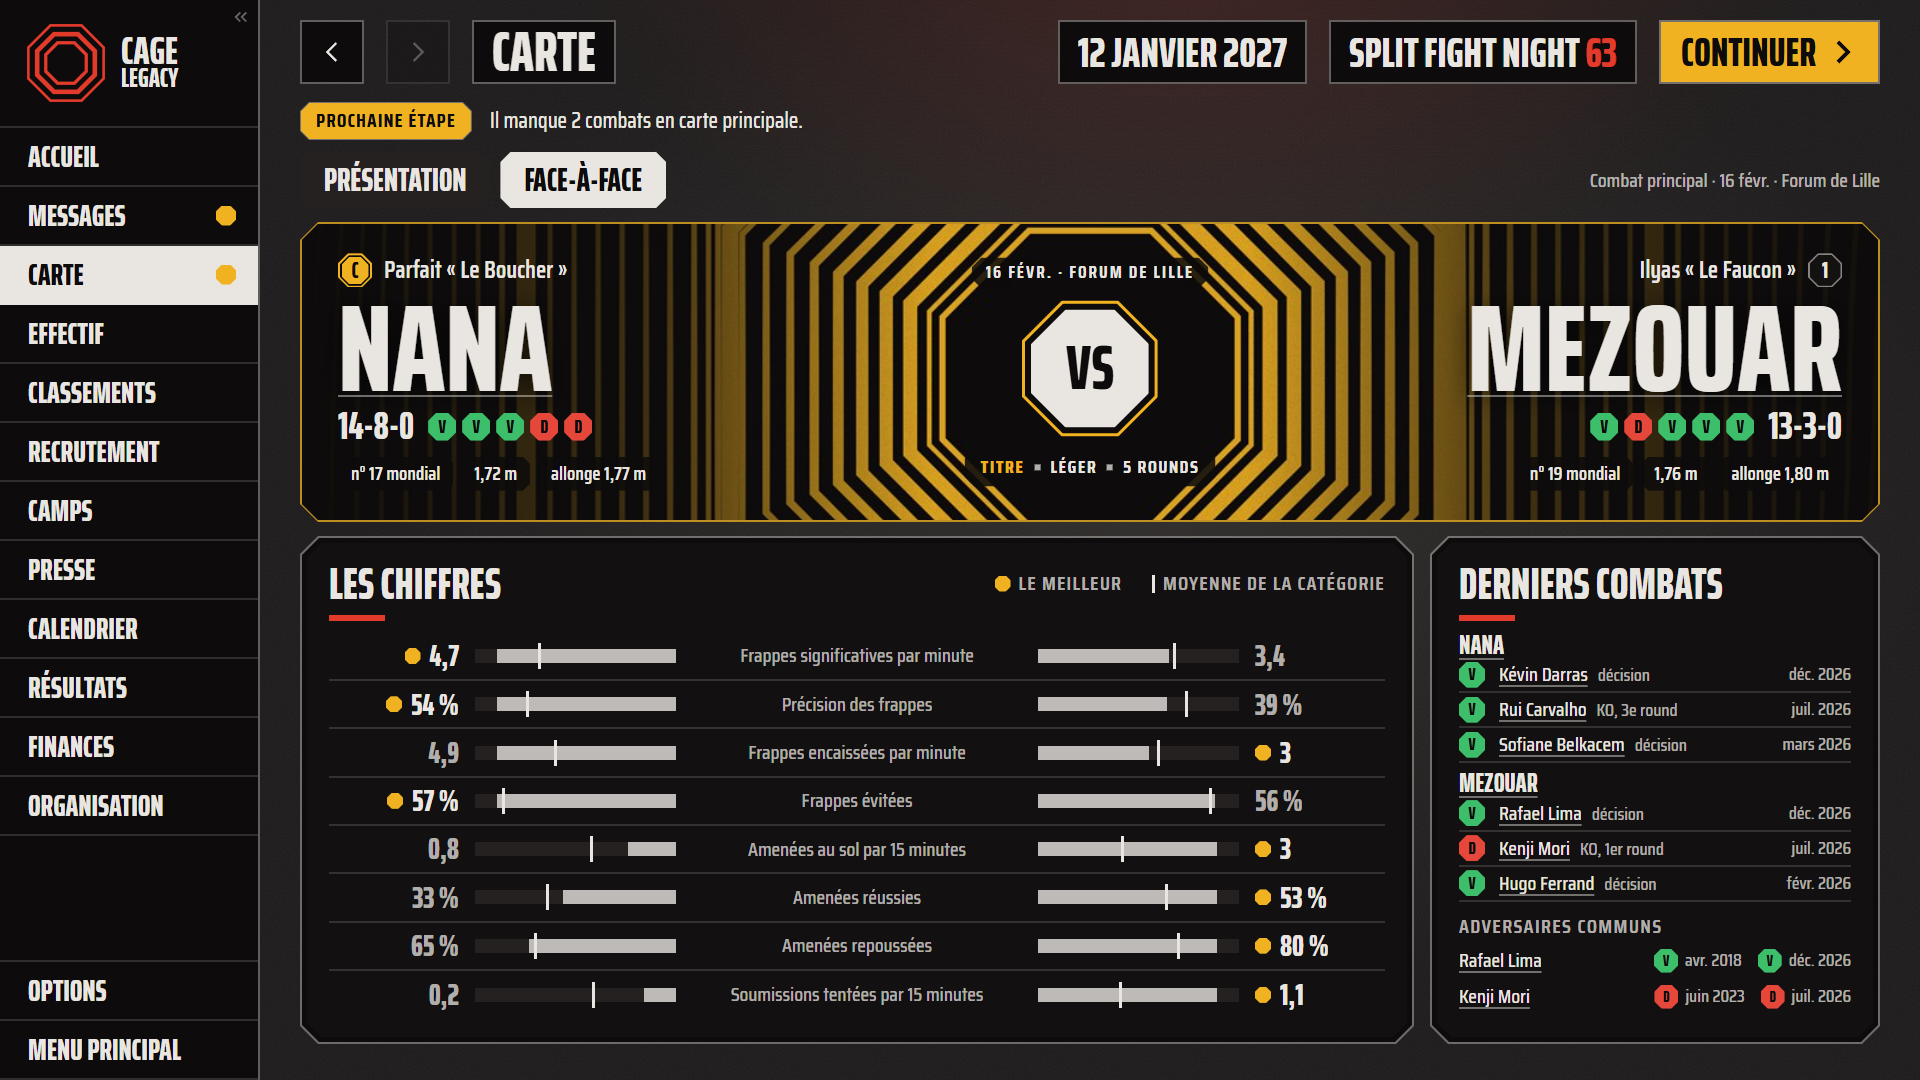 «
CAGE
LEGACY
CARTE
12 JANVIER 2027
SPLIT FIGHT NIGHT 63
CONTINUER
PROCHAINE ÉTAPE
Il manque 2 combats en carte principale.
ACCUEIL
MESSAGES
CARTE
EFFECTIF
CLASSEMENTS
RECRUTEMENT
CAMPS
PRESSE
CALENDRIER
RÉSULTATS
FINANCES
ORGANISATION
OPTIONS
MENU PRINCIPAL
PRÉSENTATION
FACE-À-FACE
Combat principal · 16 févr. · Forum de Lille
C Parfait « Le Boucher »
NANA
14-8-0 V V V D D
n° 17 mondial 1,72 m allonge 1,77 m
16 FÉVR. · FORUM DE LILLE
VS
TITRE ▪ LÉGER ▪ 5 ROUNDS
Ilyas « Le Faucon » 1
MEZOUAR
V D V V V 13-3-0
n° 19 mondial 1,76 m allonge 1,80 m
LES CHIFFRES
LE MEILLEUR MOYENNE DE LA CATÉGORIE
4,7 Frappes significatives par minute 3,4
54 % Précision des frappes 39 %
4,9 Frappes encaissées par minute 3
57 % Frappes évitées 56 %
0,8 Amenées au sol par 15 minutes 3
33 % Amenées réussies 53 %
65 % Amenées repoussées 80 %
0,2 Soumissions tentées par 15 minutes 1,1
DERNIERS COMBATS
NANA
V Kévin Darras décision déc. 2026
V Rui Carvalho KO, 3e round juil. 2026
V Sofiane Belkacem décision mars 2026
MEZOUAR
V Rafael Lima décision déc. 2026
D Kenji Mori KO, 1er round juil. 2026
V Hugo Ferrand décision févr. 2026
ADVERSAIRES COMMUNS
Rafael Lima V avr. 2018 V déc. 2026
Kenji Mori D juin 2023 D juil. 2026